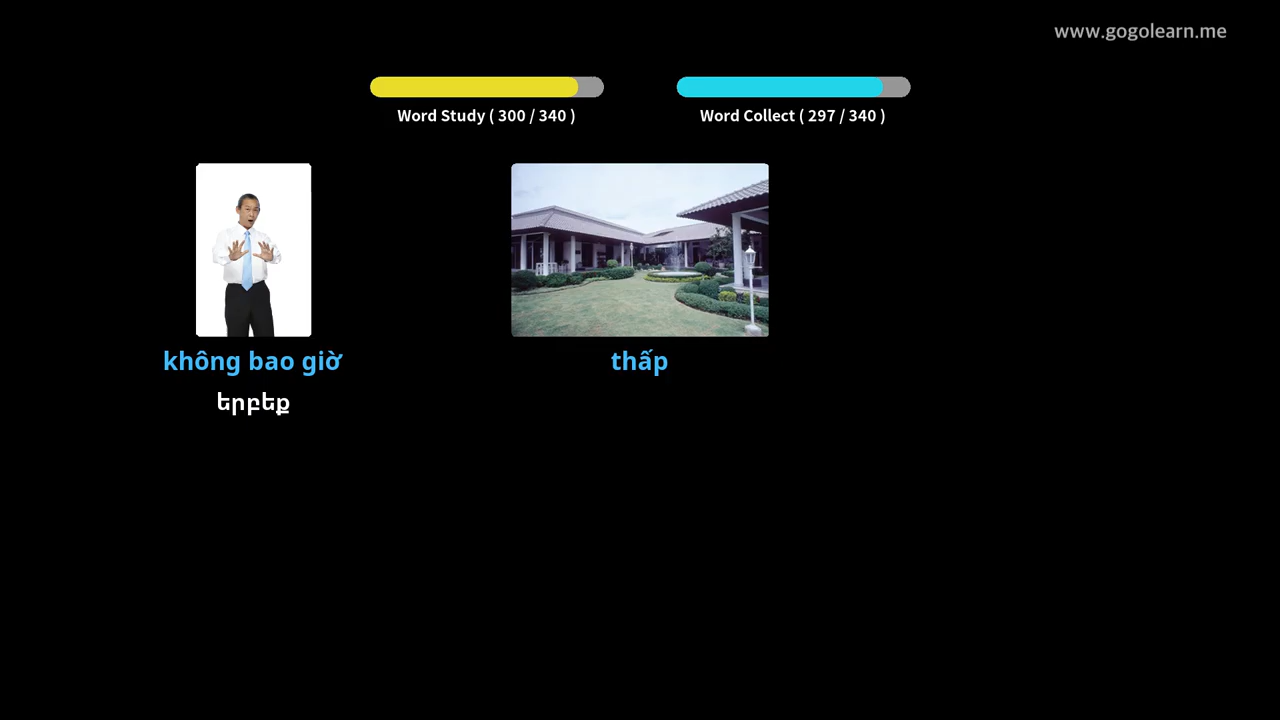 www.gogolearn.me
Word Study ( 300 / 340 )
Word Collect ( 297 / 340 )
không bao giờ
երբեք
thấp